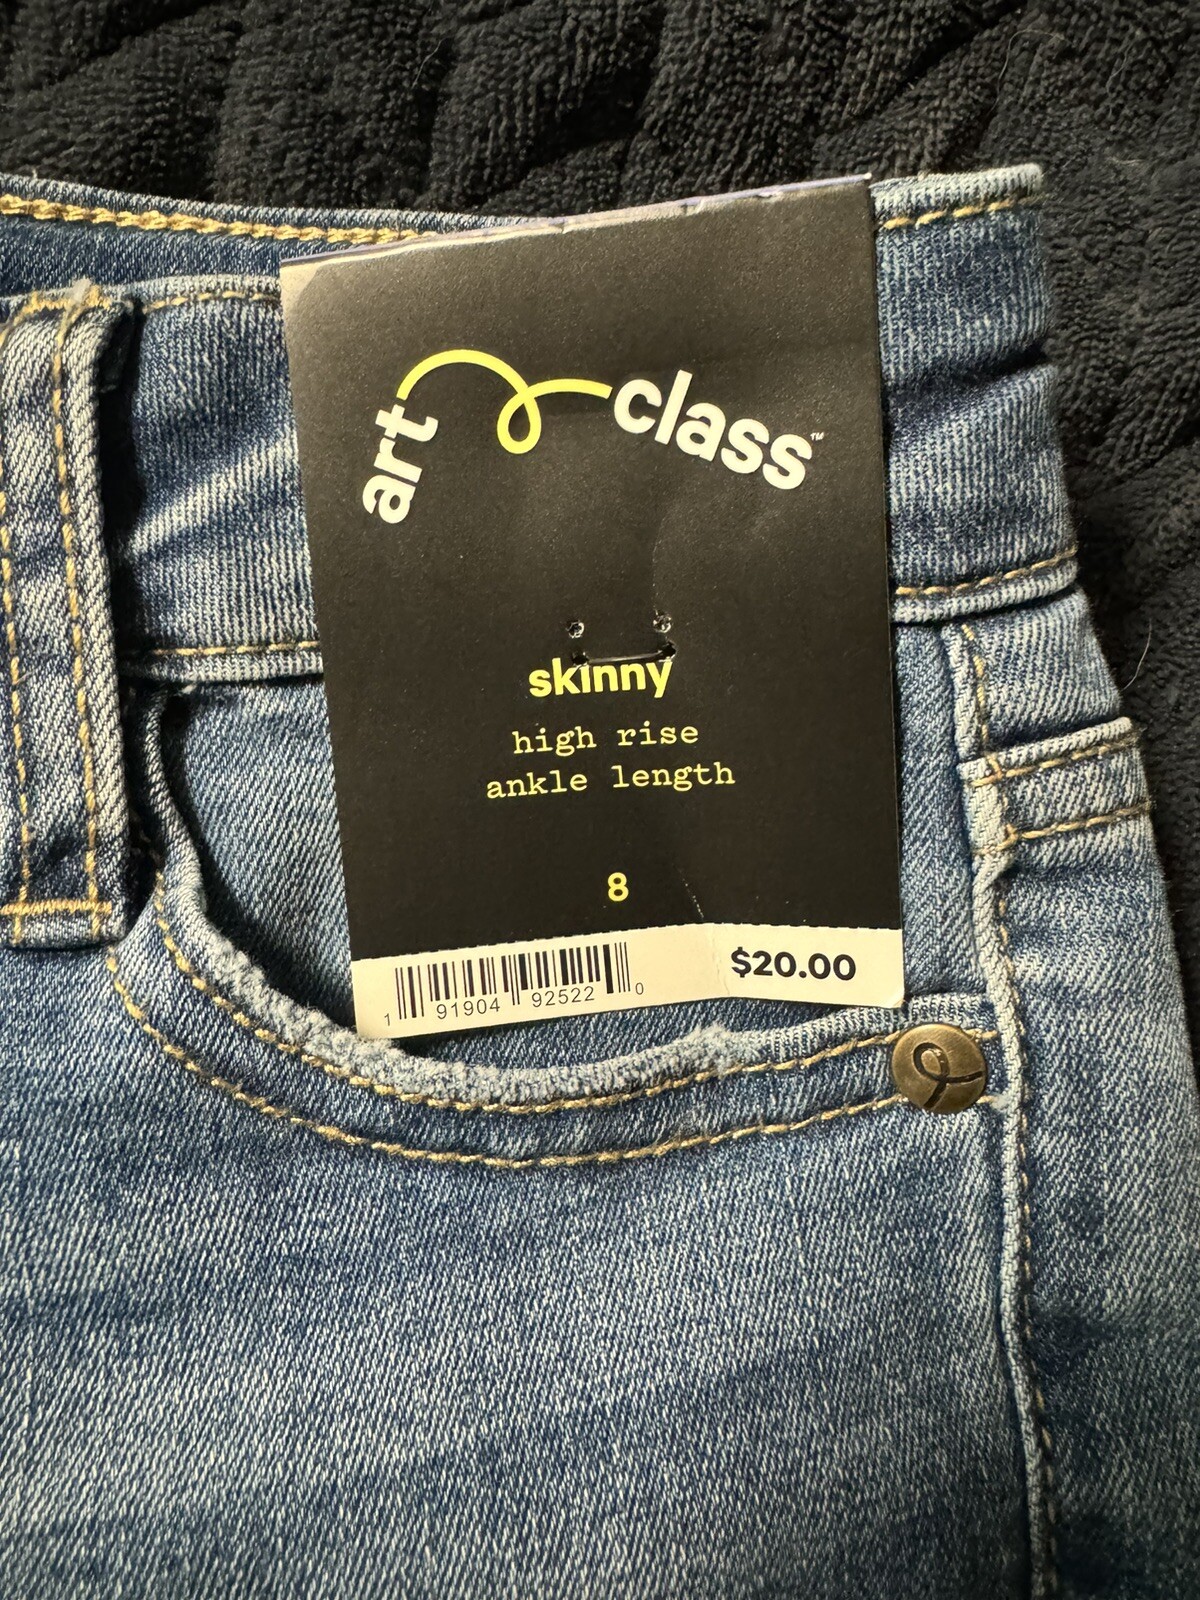 art class™
skinny
high rise
ankle length
8
$20.00
1 91904 92522 0